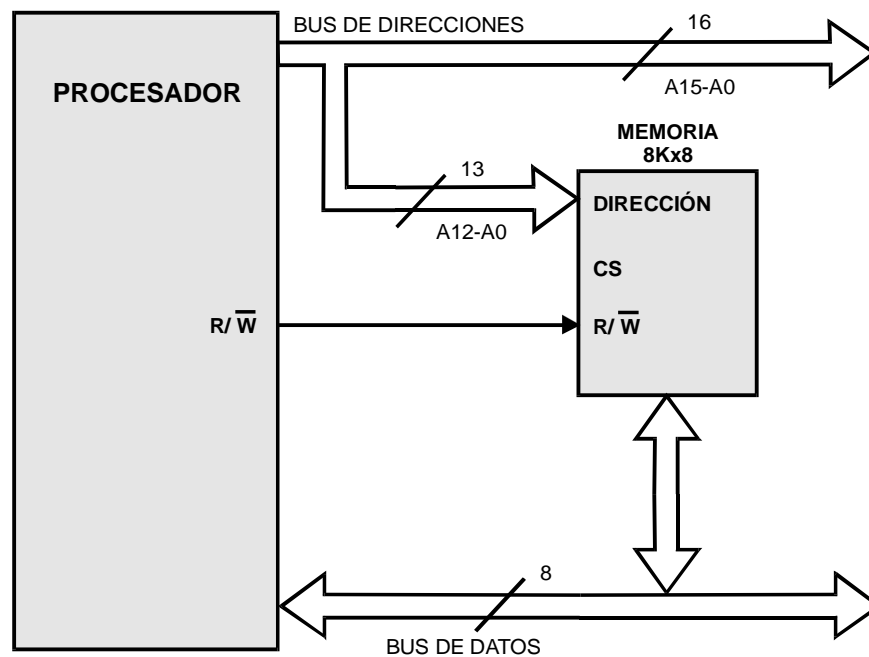 BUS DE DIRECCIONES
16
PROCESADOR
A15-A0
MEMORIA
8Kx8
13
DIRECCIÓN
A12-A0
CS
R/ W̅
R/ W̅
8
BUS DE DATOS